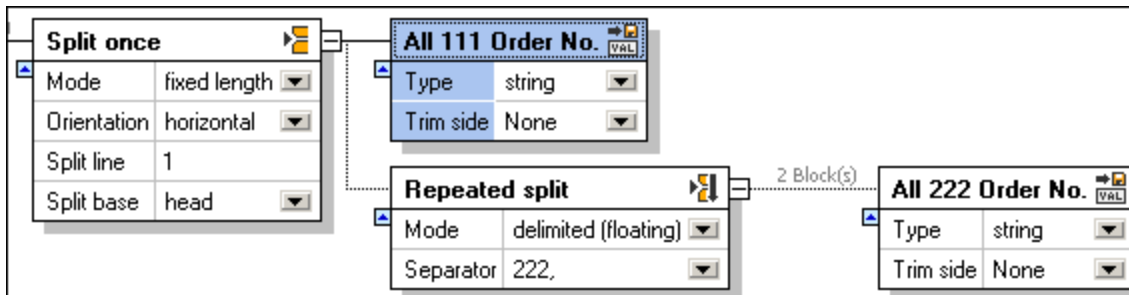 Split once
Mode fixed length
Orientation horizontal
Split line 1
Split base head
All 111 Order No. VAL
Type string
Trim side None
Repeated split
Mode delimited (floating)
Separator 222,
2 Block(s)
All 222 Order No. VAL
Type string
Trim side None